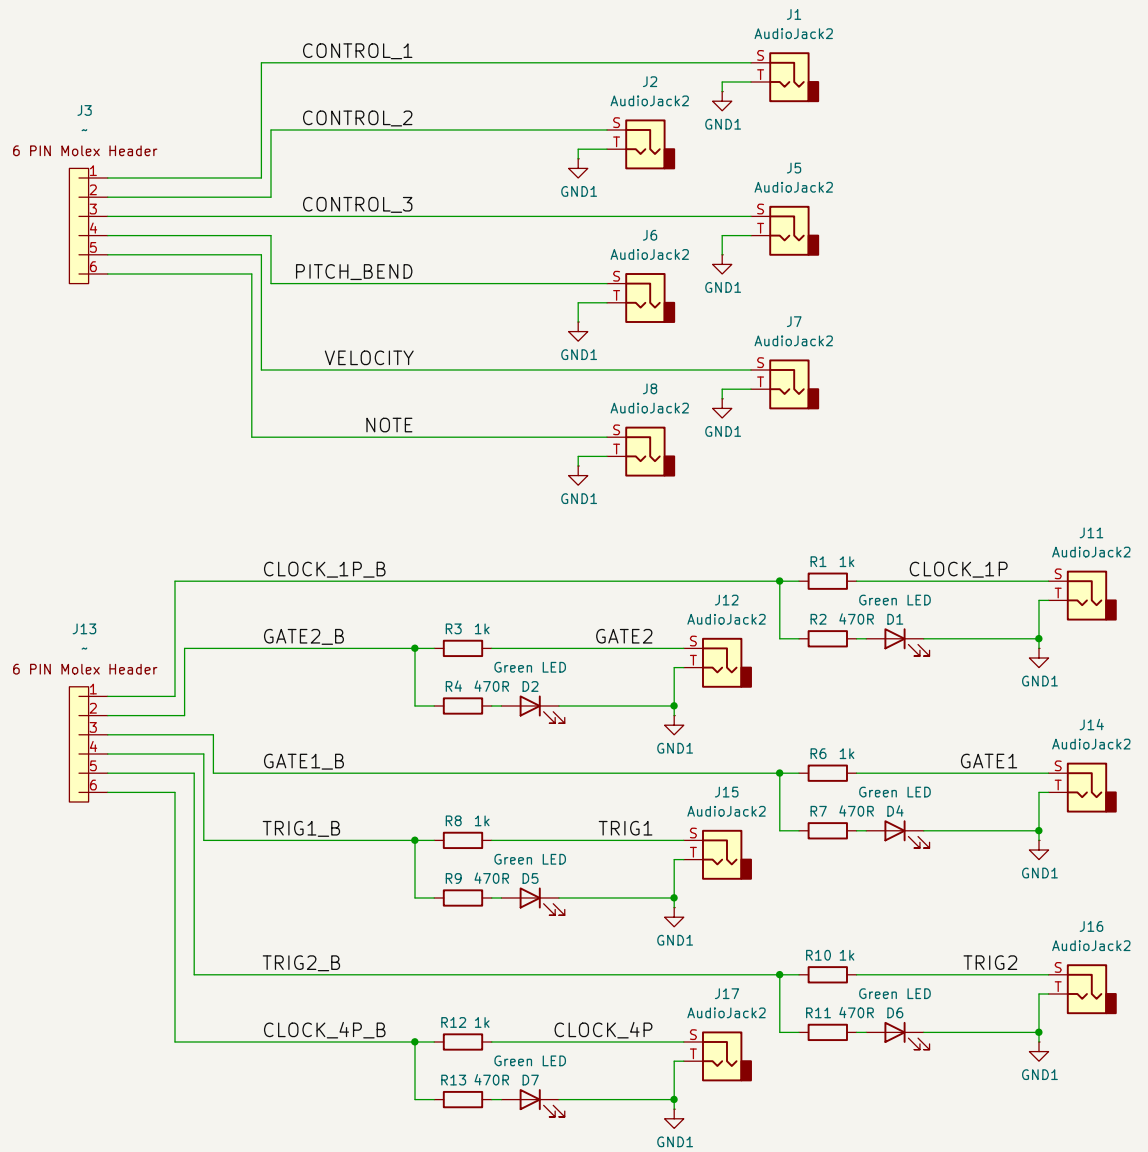 J1
AudioJack2
CONTROL_1
S
T
GND1
J2
AudioJack2
CONTROL_2
S
T
GND1
J3
~
6 PIN Molex Header
1
2
3
4
5
6
J5
AudioJack2
CONTROL_3
S
T
GND1
J6
AudioJack2
PITCH_BEND
S
T
GND1
J7
AudioJack2
VELOCITY
S
T
GND1
J8
AudioJack2
NOTE
S
T
GND1
J11
AudioJack2
CLOCK_1P_B
R1 1k
CLOCK_1P
S
T
Green LED
R2 470R D1
GND1
J12
AudioJack2
GATE2_B
R3 1k
GATE2
S
T
Green LED
R4 470R D2
GND1
J13
~
6 PIN Molex Header
1
2
3
4
5
6
J14
AudioJack2
GATE1_B
R6 1k
GATE1
S
T
Green LED
R7 470R D4
GND1
J15
AudioJack2
TRIG1_B
R8 1k
TRIG1
S
T
Green LED
R9 470R D5
GND1
J16
AudioJack2
TRIG2_B
R10 1k
TRIG2
S
T
Green LED
R11 470R D6
GND1
J17
AudioJack2
CLOCK_4P_B
R12 1k
CLOCK_4P
S
T
Green LED
R13 470R D7
GND1